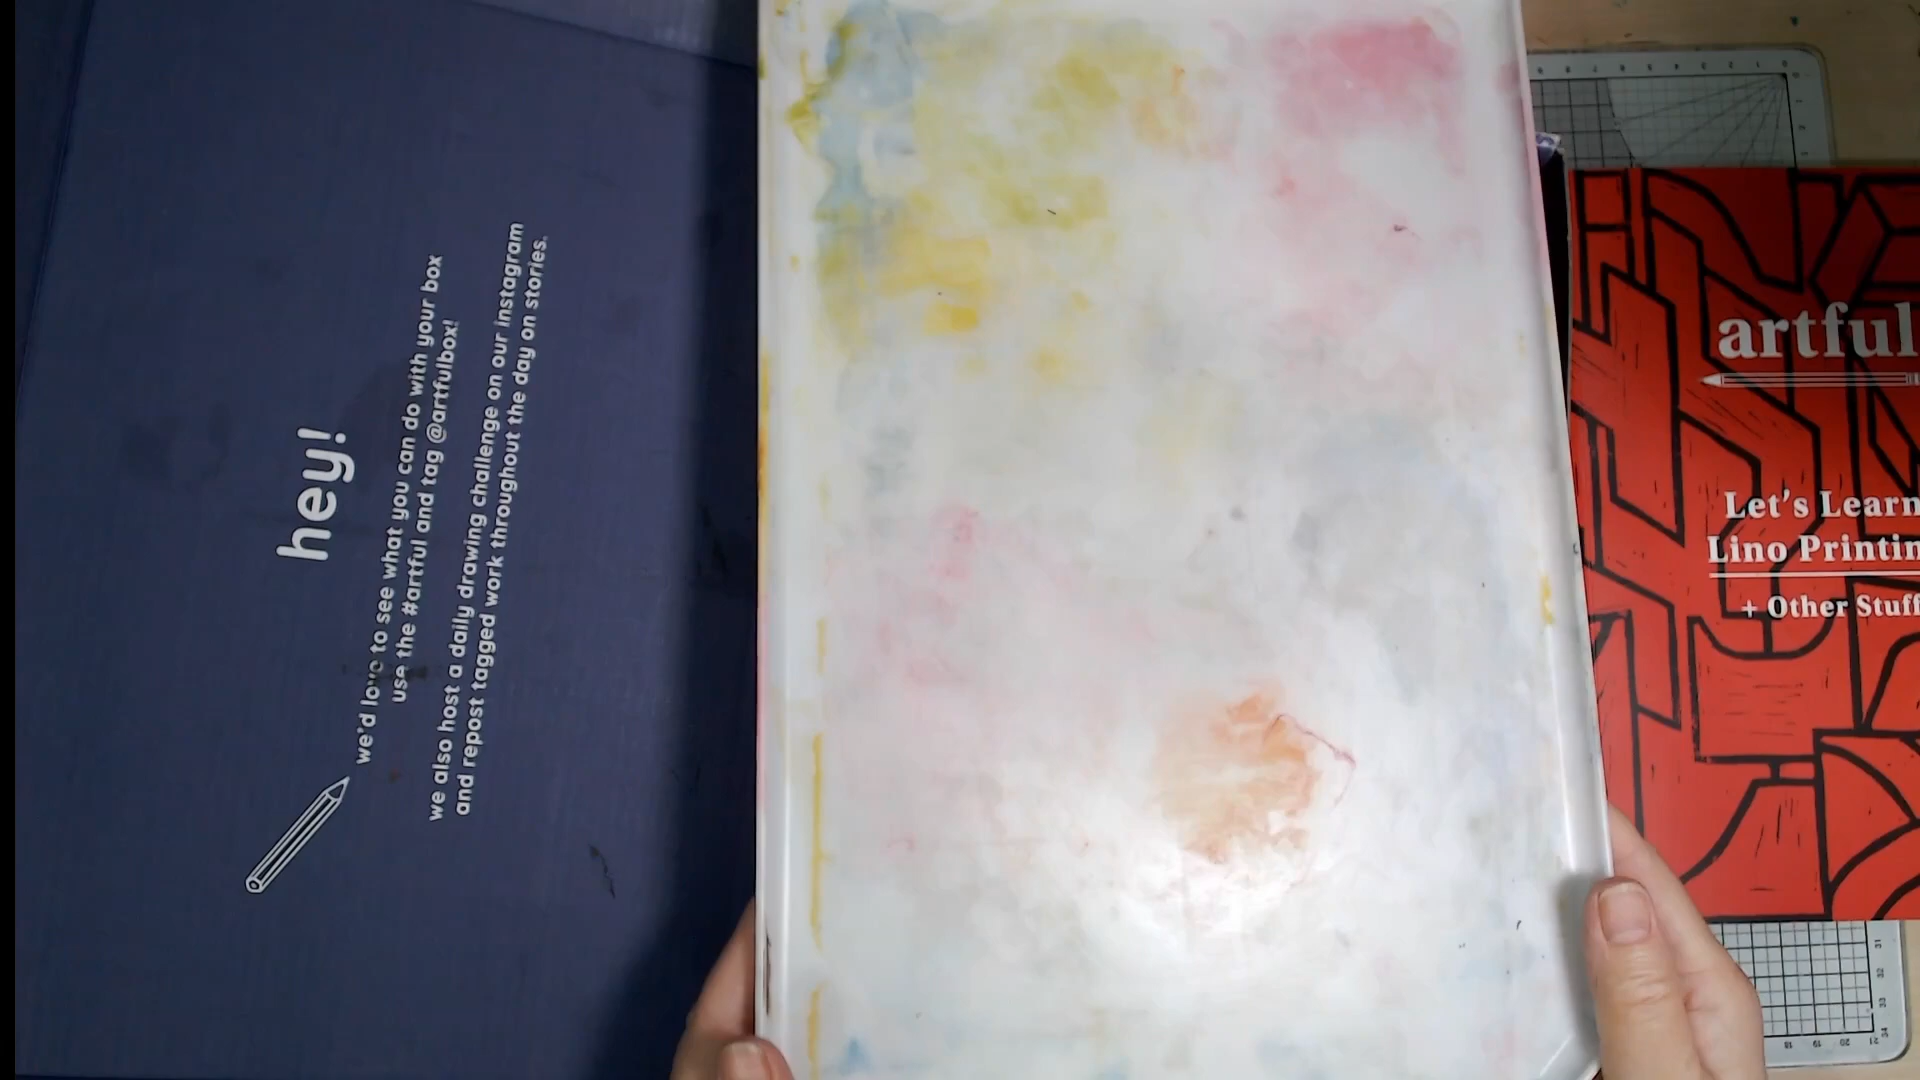 hey!
we'd love to see what you can do with your box
use the #artful and tag @artfulbox!
we also host a daily drawing challenge on our instagram
and repost tagged work throughout the day on stories.
artful
Let's Learn
Lino Printin
+ Other Stuff